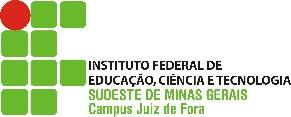 INSTITUTO FEDERAL DE
EDUCAÇÃO, CIÊNCIA E TECNOLOGIA
SUDESTE DE MINAS GERAIS
Campus Juiz de Fora